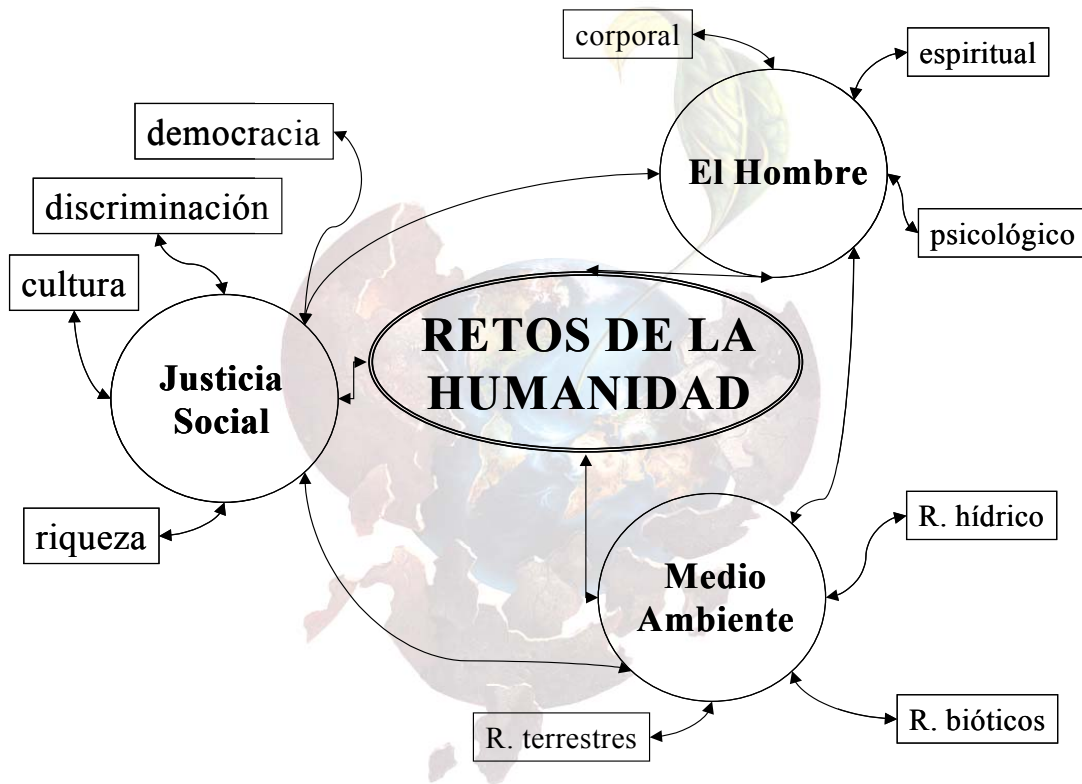 corporal
espiritual
democracia
El Hombre
discriminación
psicológico
cultura
RETOS DE LA
HUMANIDAD
Justicia
Social
R. hídrico
riqueza
Medio
Ambiente
R. bióticos
R. terrestres